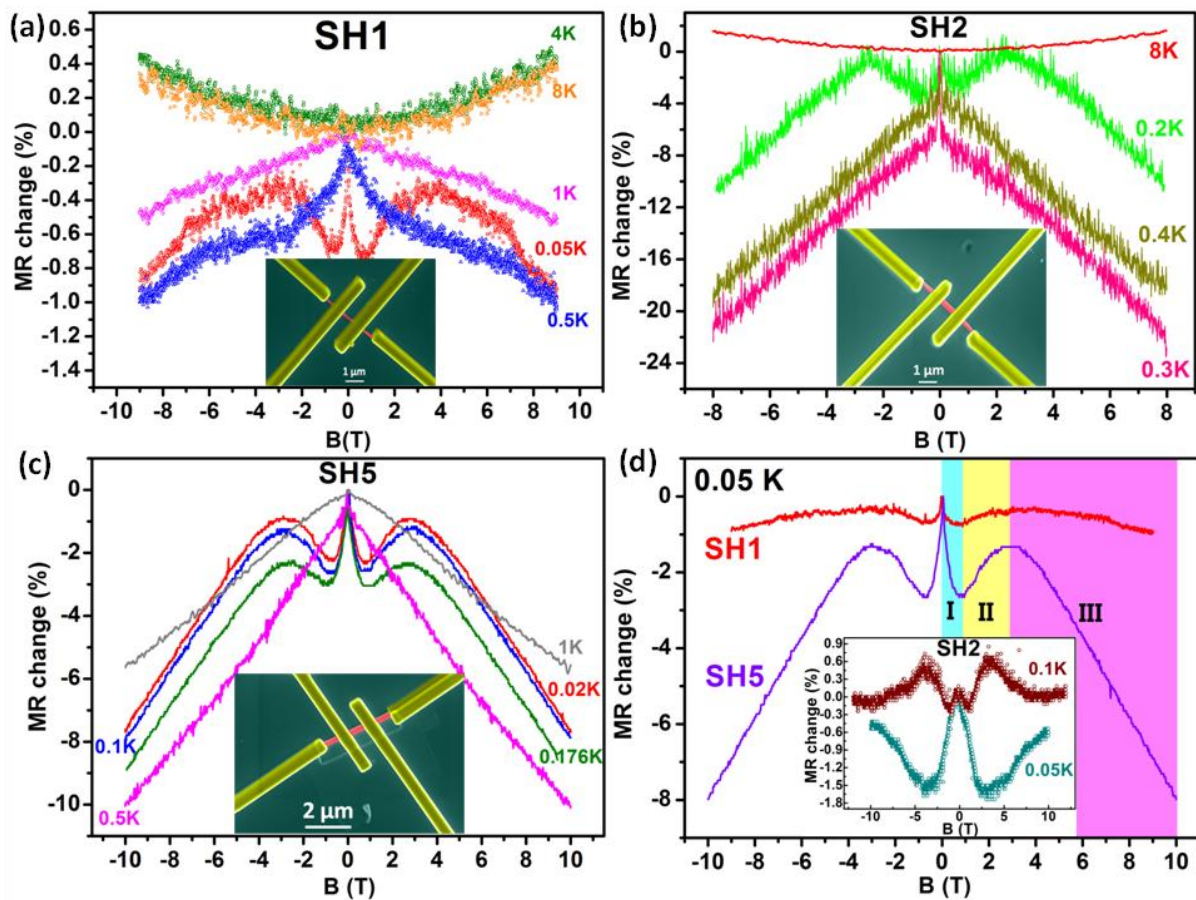 (a)
SH1
0.6
0.4
0.2
0.0
-0.2
-0.4
-0.6
-0.8
-1.0
-1.2
-1.4
MR change (%)
4K
8K
1K
0.05K
0.5K
1 μm
-10 -8 -6 -4 -2 0 2 4 6 8 10
B(T)
(b)
SH2
0
-4
-8
-12
-16
-20
-24
MR change (%)
8K
0.2K
0.4K
0.3K
1 μm
-8 -6 -4 -2 0 2 4 6 8
B (T)
(c)
SH5
0
-2
-4
-6
-8
-10
MR change (%)
1K
0.02K
0.1K
0.176K
0.5K
2 μm
-10 -8 -6 -4 -2 0 2 4 6 8 10
B (T)
(d)
0.05 K
0
-2
-4
-6
-8
MR change (%)
SH1
SH5
I
II
III
SH2
0.9
0.6
0.3
0.0
-0.3
-0.6
-0.9
-1.2
-1.5
-1.8
MR change (%)
0.1K
0.05K
-10 -5 0 5 10
B (T)
-10 -8 -6 -4 -2 0 2 4 6 8 10
B (T)